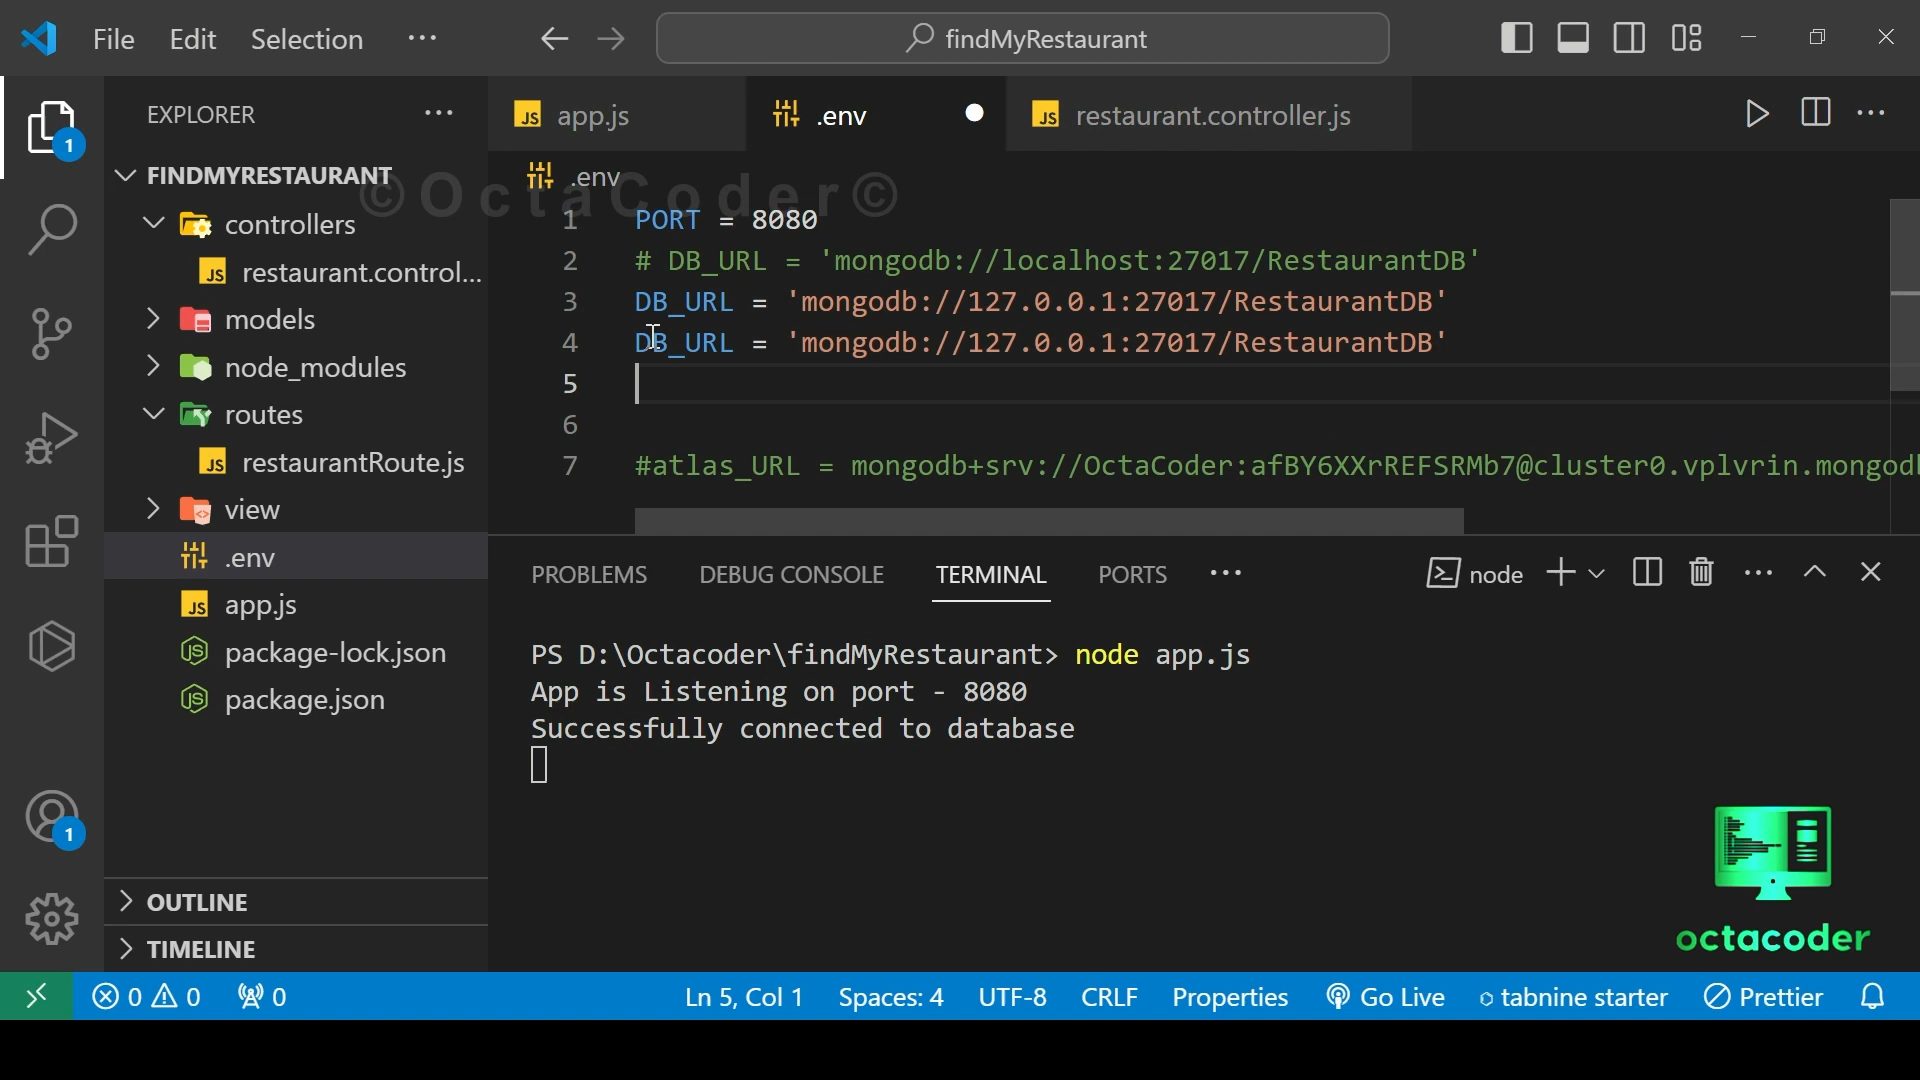 File Edit Selection ...
findMyRestaurant
EXPLORER ...
app.js
.env
restaurant.controller.js
1
FINDMYRESTAURANT
.env
©OctaCoder©
controllers
restaurant.control...
models
node_modules
routes
restaurantRoute.js
view
.env
app.js
package-lock.json
package.json
1
OUTLINE
TIMELINE
1 PORT = 8080
2 # DB_URL = 'mongodb://localhost:27017/RestaurantDB'
3 DB_URL = 'mongodb://127.0.0.1:27017/RestaurantDB'
4 DB_URL = 'mongodb://127.0.0.1:27017/RestaurantDB'
5
6
7 #atlas_URL = mongodb+srv://OctaCoder:afBY6XXrREFSRMb7@cluster0.vplvrin.mongod
PROBLEMS DEBUG CONSOLE TERMINAL PORTS ... node
PS D:\Octacoder\findMyRestaurant> node app.js
App is Listening on port - 8080
Successfully connected to database
octacoder
0 0 0 Ln 5, Col 1 Spaces: 4 UTF-8 CRLF Properties Go Live tabnine starter Prettier